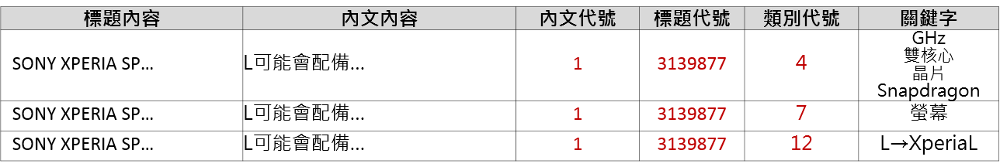 標題內容 內文內容 內文代號 標題代號 類別代號 關鍵字
SONY XPERIA SP... L可能會配備... 1 3139877 4 GHz
雙核心
晶片
Snapdragon
SONY XPERIA SP... L可能會配備... 1 3139877 7 螢幕
SONY XPERIA SP... L可能會配備... 1 3139877 12 L→XperiaL